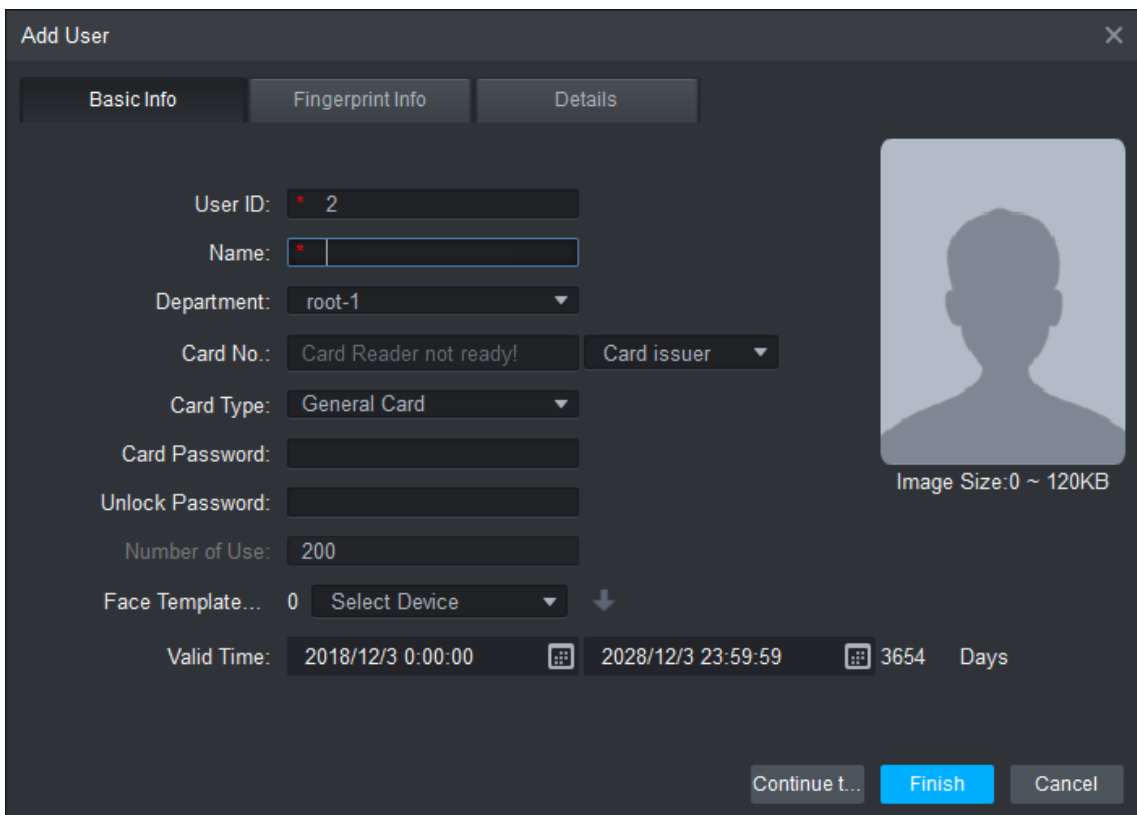 Add User
Basic Info Fingerprint Info Details
User ID: * 2
Name: *
Department: root-1
Card No.: Card Reader not ready! Card issuer
Card Type: General Card
Card Password:
Image Size:0 ~ 120KB
Unlock Password:
Number of Use: 200
Face Template... 0 Select Device
Valid Time: 2018/12/3 0:00:00 2028/12/3 23:59:59 3654 Days
Continue t... Finish Cancel